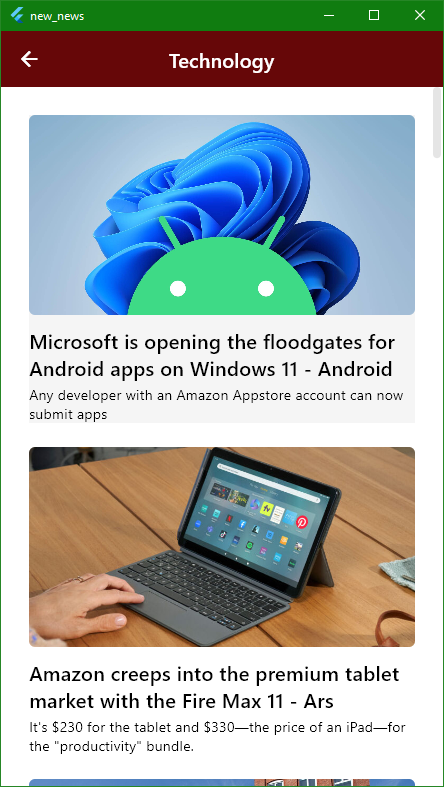 new_news
Technology
Microsoft is opening the floodgates for
Android apps on Windows 11 - Android
Any developer with an Amazon Appstore account can now
submit apps
Amazon creeps into the premium tablet
market with the Fire Max 11 - Ars
It's $230 for the tablet and $330—the price of an iPad—for
the "productivity" bundle.